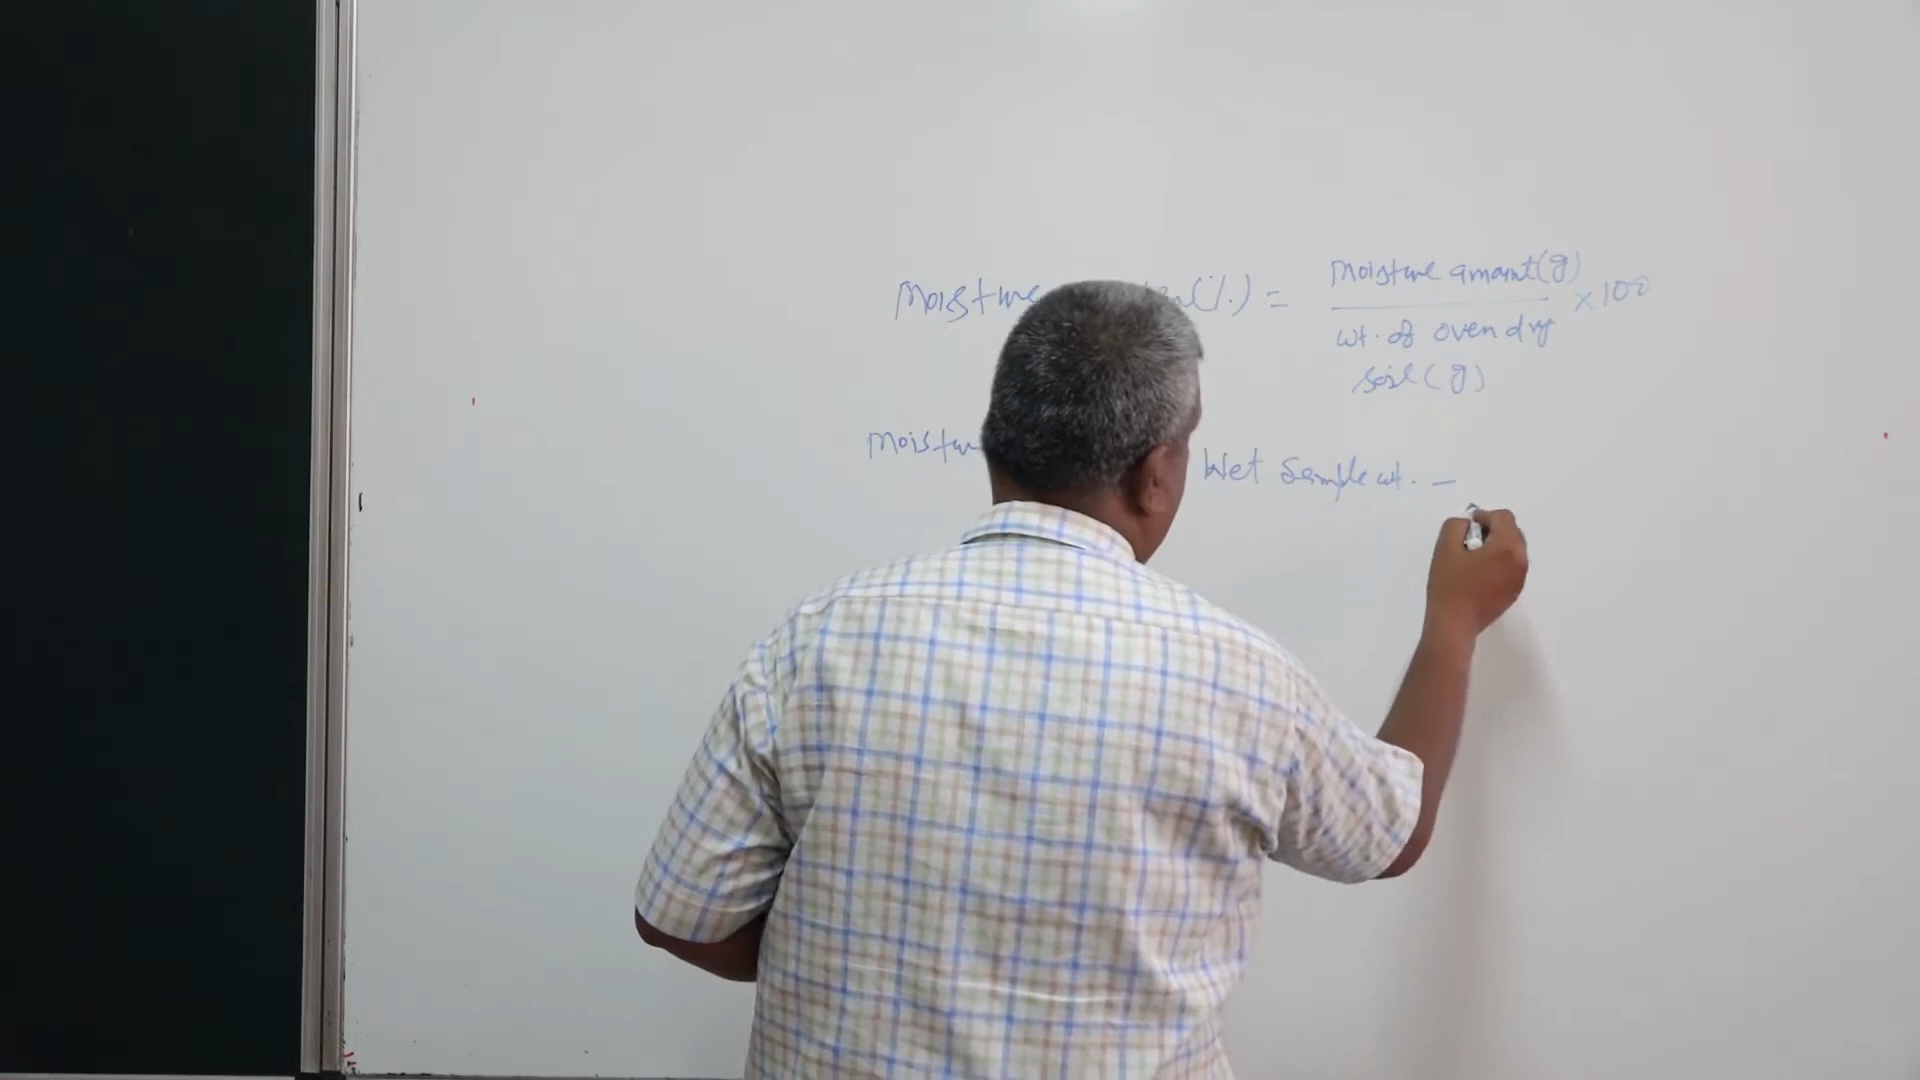 Moisture (%) = Moisture amount(g) × 100
wt. of oven dry
soil (g)
Moisture Wet Sample wt. –